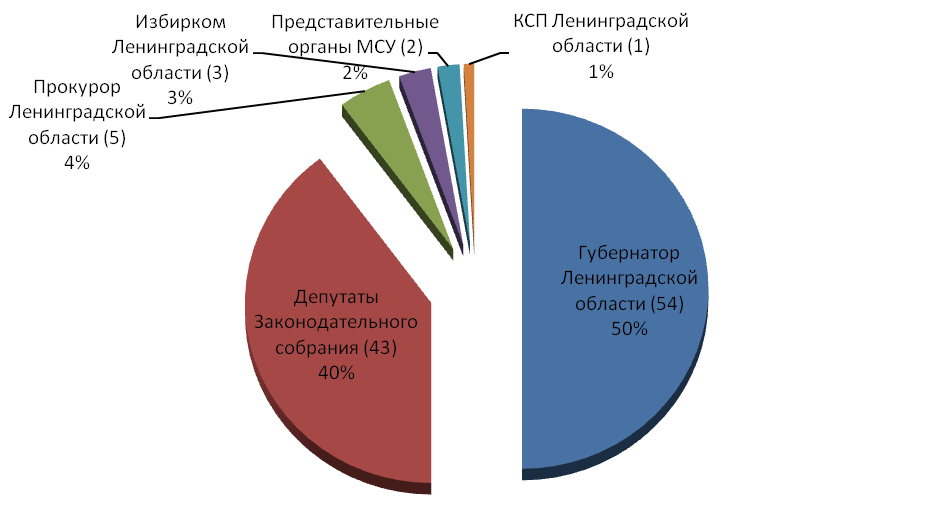 КСП Ленинградской
области (1)
1%
Представительные
органы МСУ (2)
2%
Избирком
Ленинградской
области (3)
3%
Прокурор
Ленинградской
области (5)
4%
Губернатор
Ленинградской
области (54)
50%
Депутаты
Законодательного
собрания (43)
40%